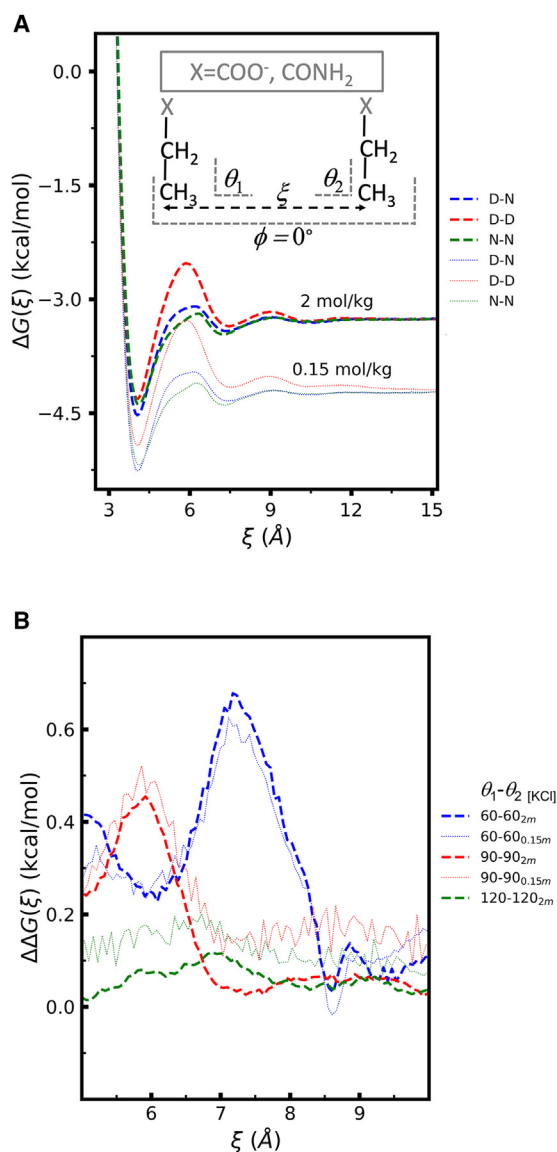 A
X=COO⁻, CONH₂
X X
CH₂ CH₂
CH₃ CH₃
θ₁ ξ θ₂
ϕ = 0°
2 mol/kg
0.15 mol/kg
0.0
−1.5
−3.0
−4.5
ΔG(ξ) (kcal/mol)
3 6 9 12 15
ξ (Å)
D-N
D-D
N-N
D-N
D-D
N-N
B
0.6
0.4
0.2
0.0
ΔΔG(ξ) (kcal/mol)
6 7 8 9
ξ (Å)
θ₁-θ₂ [KCl]
60-60₂ₘ
60-60₀.₁₅ₘ
90-90₂ₘ
90-90₀.₁₅ₘ
120-120₂ₘ